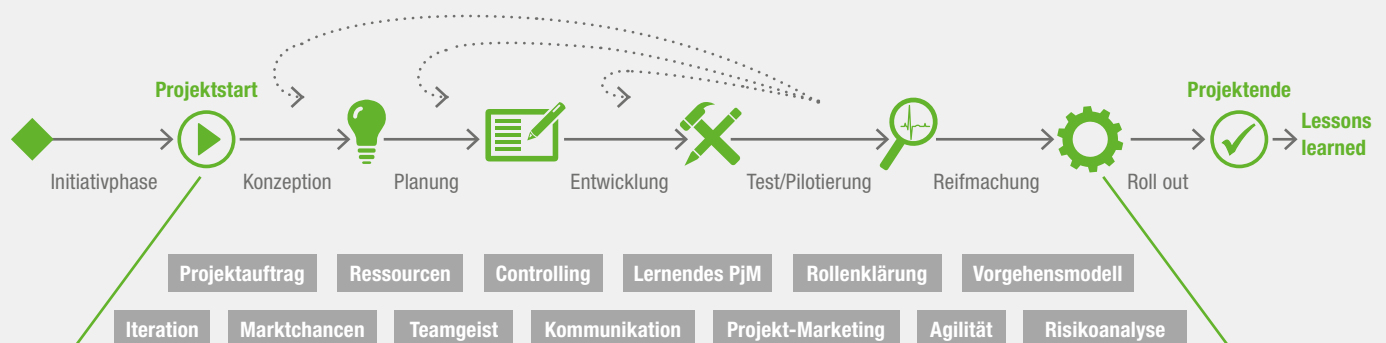 Projektstart
Projektende
Lessons
learned
Initiativphase
Konzeption
Planung
Entwicklung
Test/Pilotierung
Reifmachung
Roll out
Projektauftrag
Ressourcen
Controlling
Lernendes PjM
Rollenklärung
Vorgehensmodell
Iteration
Marktchancen
Teamgeist
Kommunikation
Projekt-Marketing
Agilität
Risikoanalyse